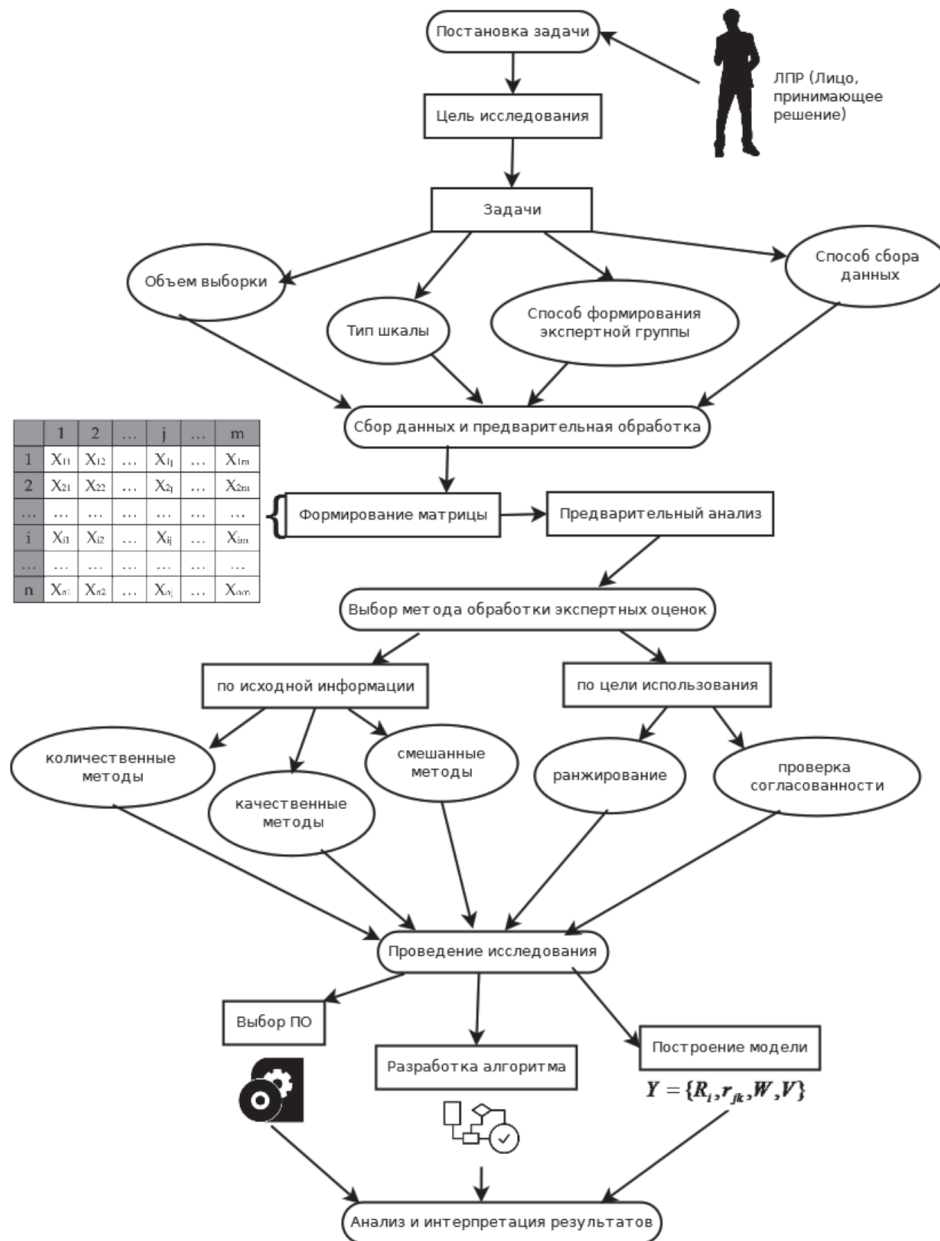 Постановка задачи
ЛПР (Лицо,
принимающее
решение)
Цель исследования
Задачи
Объем выборки
Тип шкалы
Способ формирования
экспертной группы
Способ сбора
данных
Сбор данных и предварительная обработка
1 2 ... j ... m
1 X₁₁ X₁₂ ... X₁ⱼ ... X₁ₘ
2 X₂₁ X₂₂ ... X₂ⱼ ... X₂ₘ
... ... ... ... ... ... ...
i Xᵢ₁ Xᵢ₂ ... Xᵢⱼ ... Xᵢₘ
... ... ... ... ... ... ...
n Xₙ₁ Xₙ₂ ... Xₙⱼ ... Xₙₘ
Формирование матрицы
Предварительный анализ
Выбор метода обработки экспертных оценок
по исходной информации
по цели использования
количественные
методы
качественные
методы
смешанные
методы
ранжирование
проверка
согласованности
Проведение исследования
Выбор ПО
Разработка алгоритма
Построение модели
Y = {Rᵢ, rⱼₖ, W, V}
Анализ и интерпретация результатов